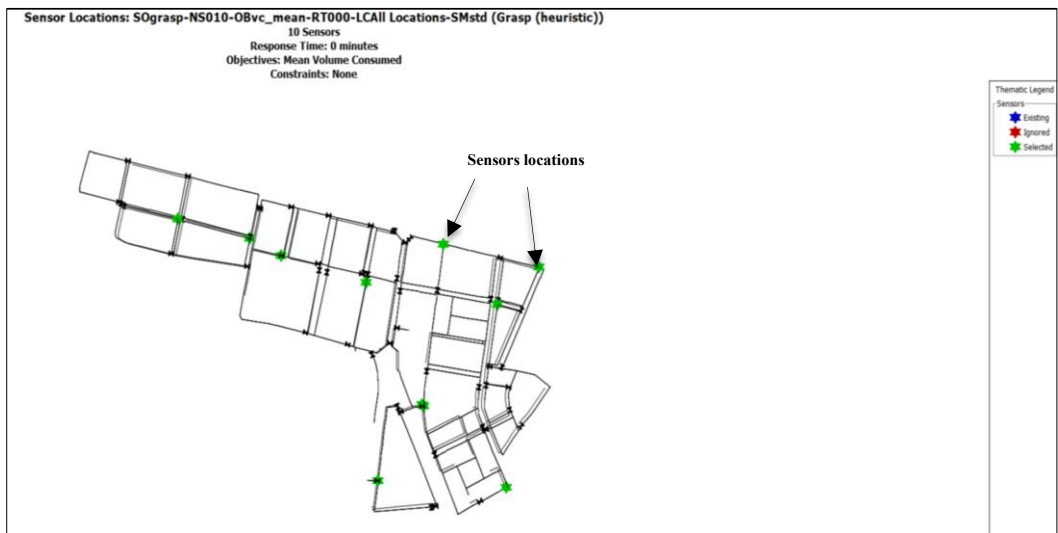 Sensor Locations: SOgrasp-NS010-OBvc_mean-RT000-LCAll Locations-SMstd (Grasp (heuristic))
10 Sensors
Response Time: 0 minutes
Objectives: Mean Volume Consumed
Constraints: None
Thematic Legend
Sensors
Existing
Ignored
Selected
Sensors locations